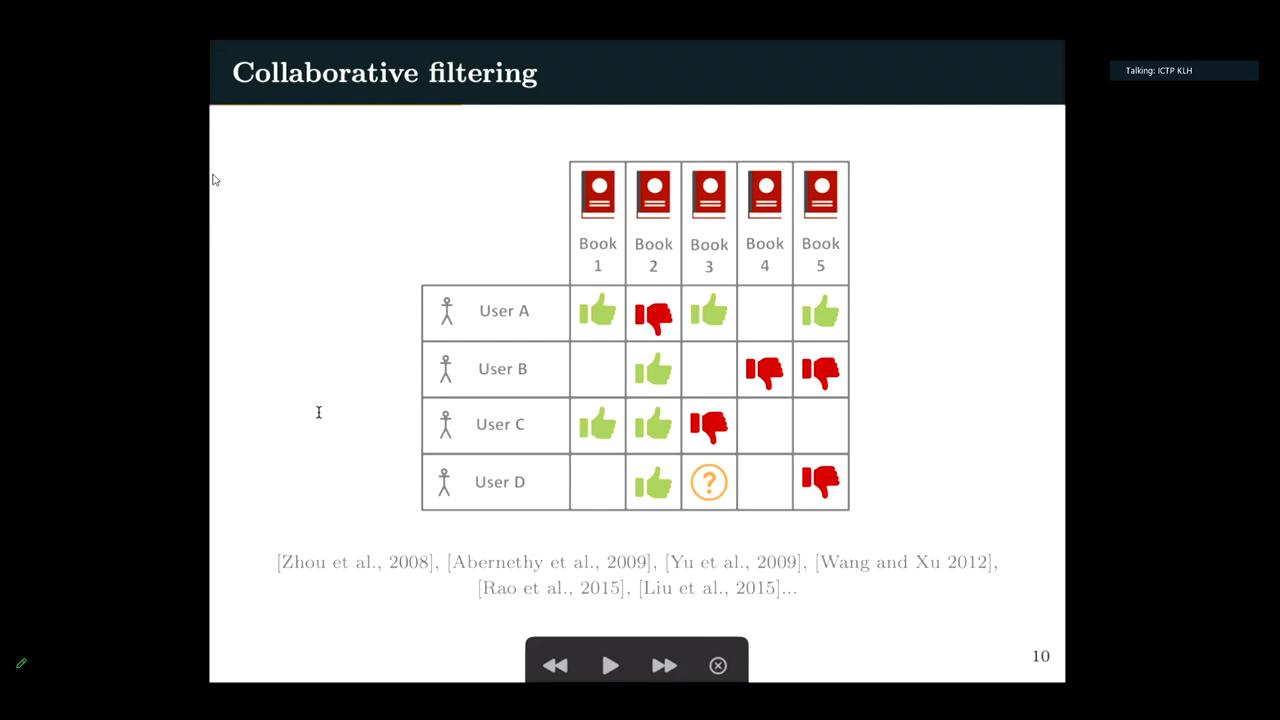 Collaborative filtering
Talking: ICTP KLH
Book Book Book Book Book
1 2 3 4 5
User A
User B
User C
User D
?
[Zhou et al., 2008], [Abernethy et al., 2009], [Yu et al., 2009], [Wang and Xu 2012],
[Rao et al., 2015], [Liu et al., 2015]...
10